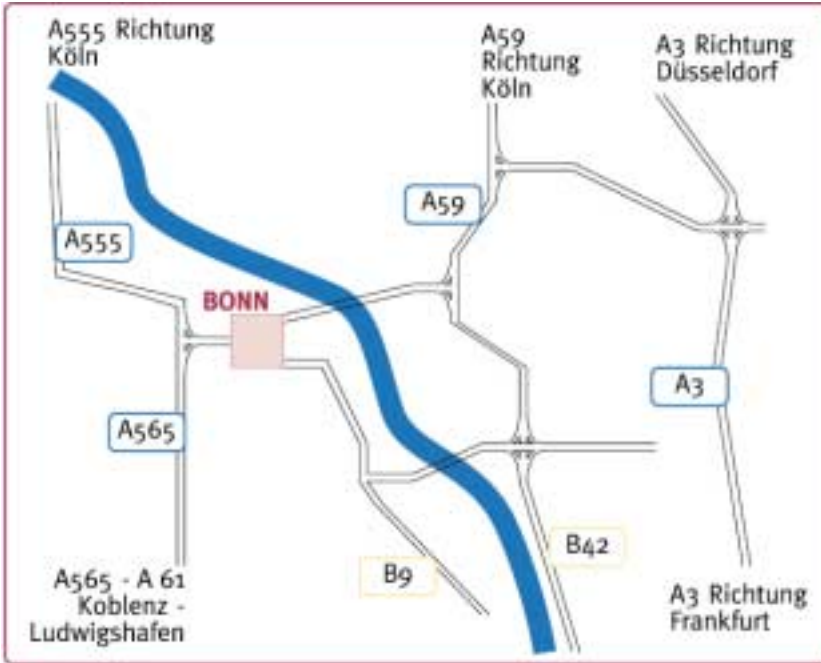 A555 Richtung
Köln
A59
Richtung
Köln
A3 Richtung
Düsseldorf
A59
A555
BONN
A3
A565
B42
B9
A565 - A 61
Koblenz -
Ludwigshafen
A3 Richtung
Frankfurt